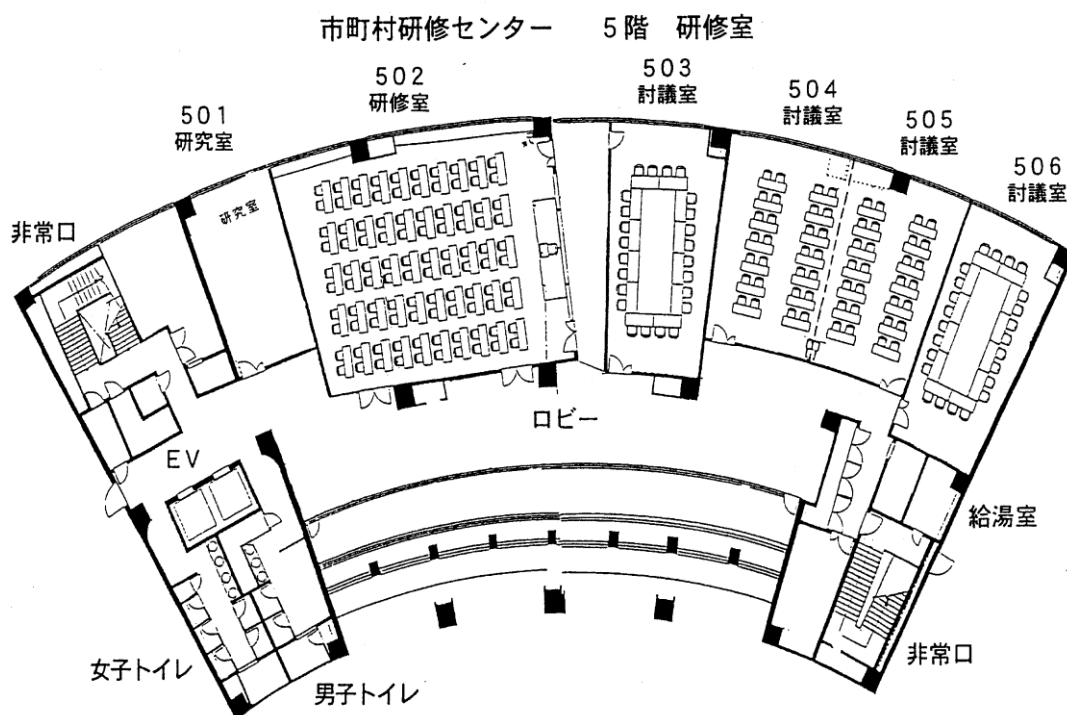 市町村研修センター　５階　研修室
５０１
研究室
５０２
研修室
５０３
討議室
５０４
討議室
５０５
討議室
５０６
討議室
非常口
研究室
ロビー
ＥＶ
給湯室
女子トイレ
男子トイレ
非常口